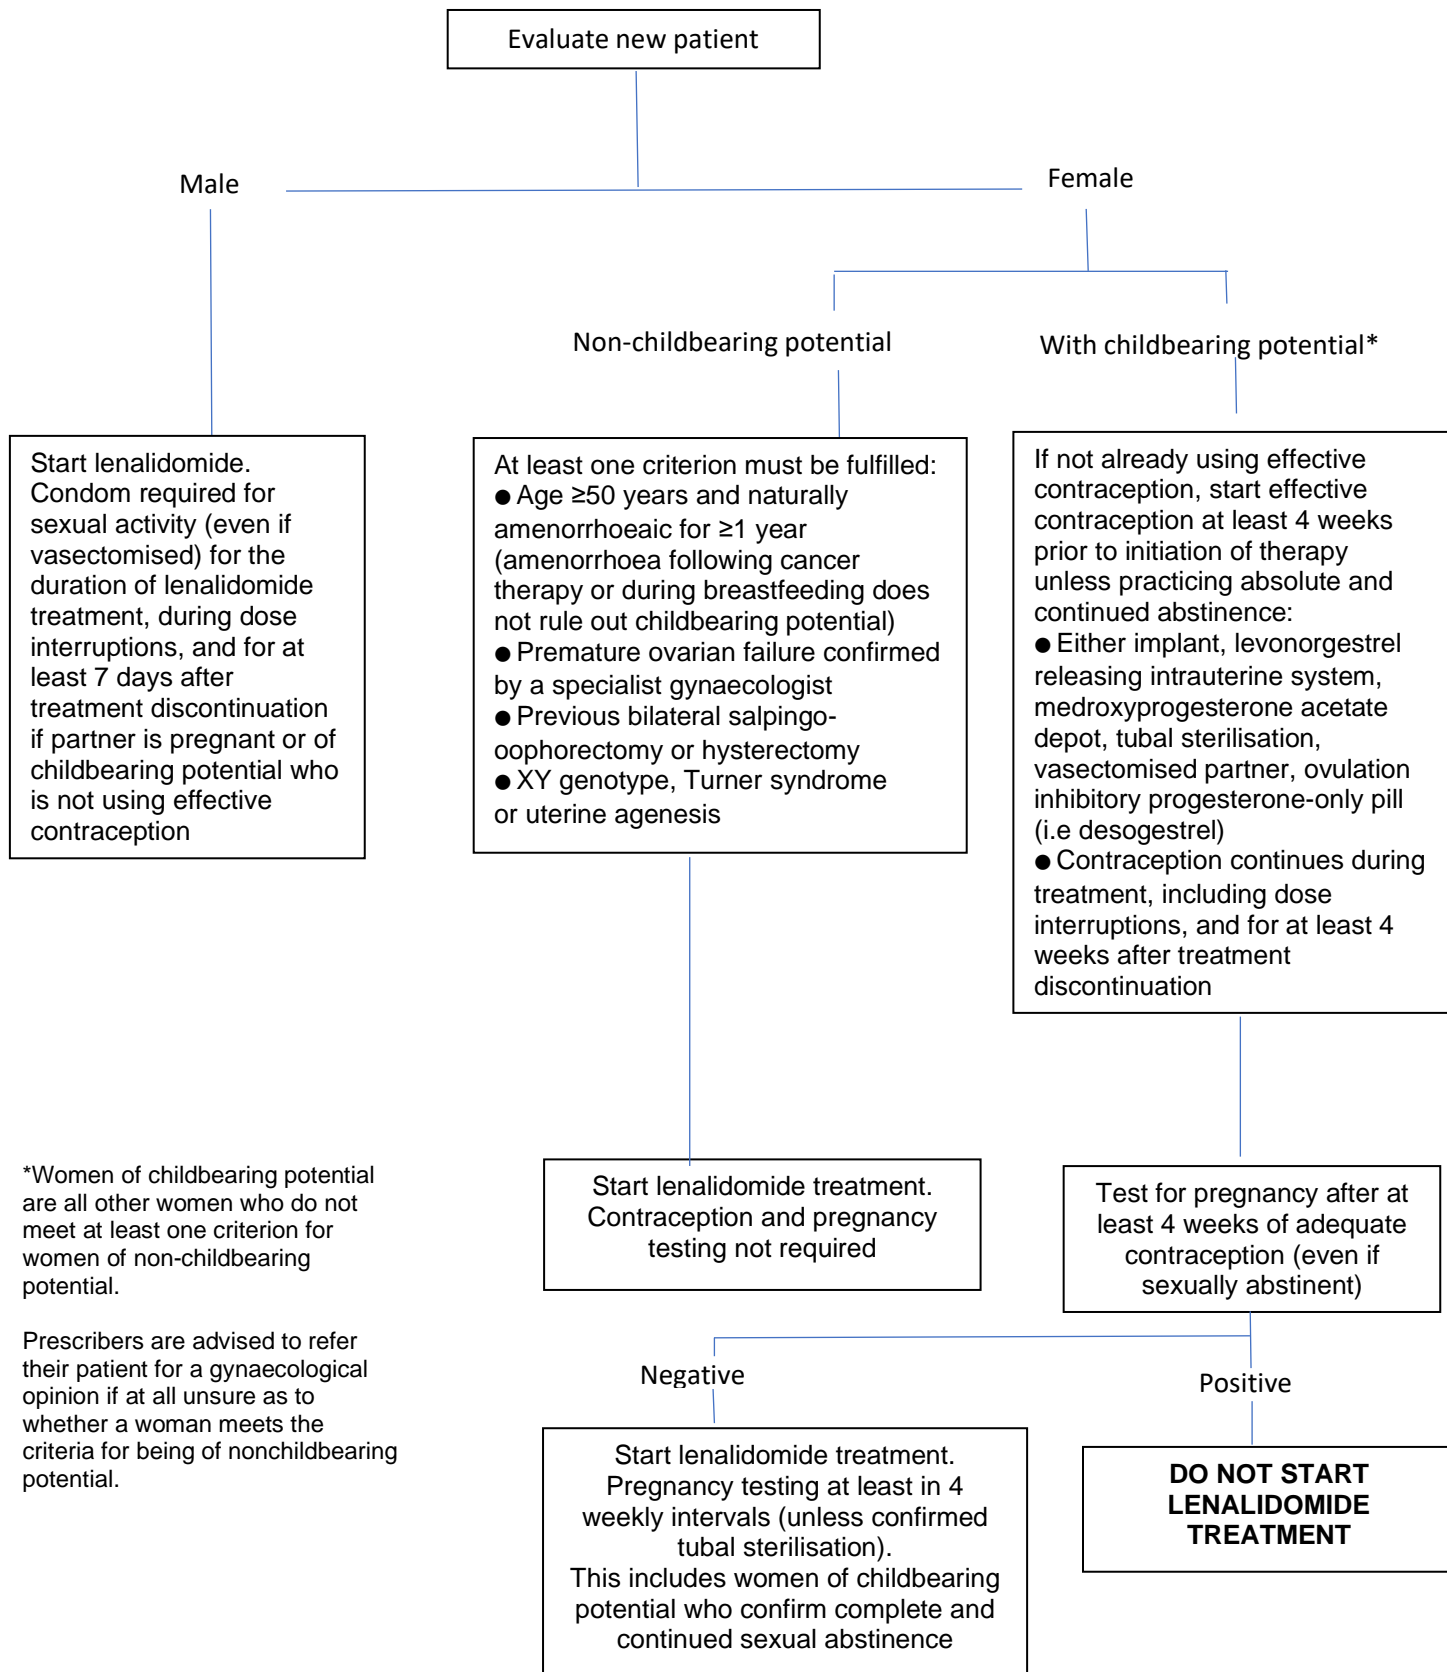 Evaluate new patient
Male
Female
Non-childbearing potential
With childbearing potential*
Start lenalidomide.
Condom required for
sexual activity (even if
vasectomised) for the
duration of lenalidomide
treatment, during dose
interruptions, and for at
least 7 days after
treatment discontinuation
if partner is pregnant or of
childbearing potential who
is not using effective
contraception
At least one criterion must be fulfilled:
● Age ≥50 years and naturally
amenorrhoeaic for ≥1 year
(amenorrhoea following cancer
therapy or during breastfeeding does
not rule out childbearing potential)
● Premature ovarian failure confirmed
by a specialist gynaecologist
● Previous bilateral salpingo-
oophorectomy or hysterectomy
● XY genotype, Turner syndrome
or uterine agenesis
If not already using effective
contraception, start effective
contraception at least 4 weeks
prior to initiation of therapy
unless practicing absolute and
continued abstinence:
● Either implant, levonorgestrel
releasing intrauterine system,
medroxyprogesterone acetate
depot, tubal sterilisation,
vasectomised partner, ovulation
inhibitory progesterone-only pill
(i.e desogestrel)
● Contraception continues during
treatment, including dose
interruptions, and for at least 4
weeks after treatment
discontinuation
*Women of childbearing potential
are all other women who do not
meet at least one criterion for
women of non-childbearing
potential.
Prescribers are advised to refer
their patient for a gynaecological
opinion if at all unsure as to
whether a woman meets the
criteria for being of nonchildbearing
potential.
Start lenalidomide treatment.
Contraception and pregnancy
testing not required
Test for pregnancy after at
least 4 weeks of adequate
contraception (even if
sexually abstinent)
Negative
Positive
Start lenalidomide treatment.
Pregnancy testing at least in 4
weekly intervals (unless confirmed
tubal sterilisation).
This includes women of childbearing
potential who confirm complete and
continued sexual abstinence
DO NOT START
LENALIDOMIDE
TREATMENT